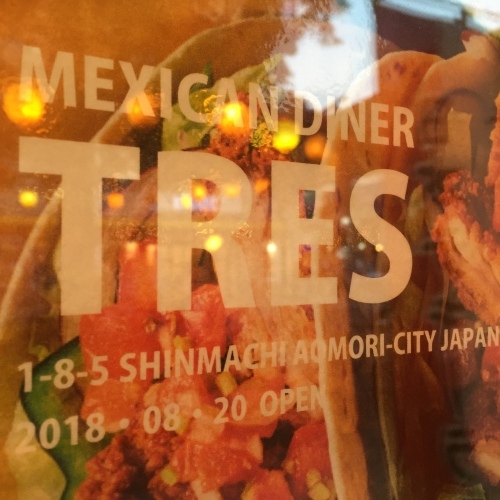 MEXICAN DINER
TRES
1-8-5 SHINMACHI AOMORI-CITY JAPAN
2018・08・20 OPEN